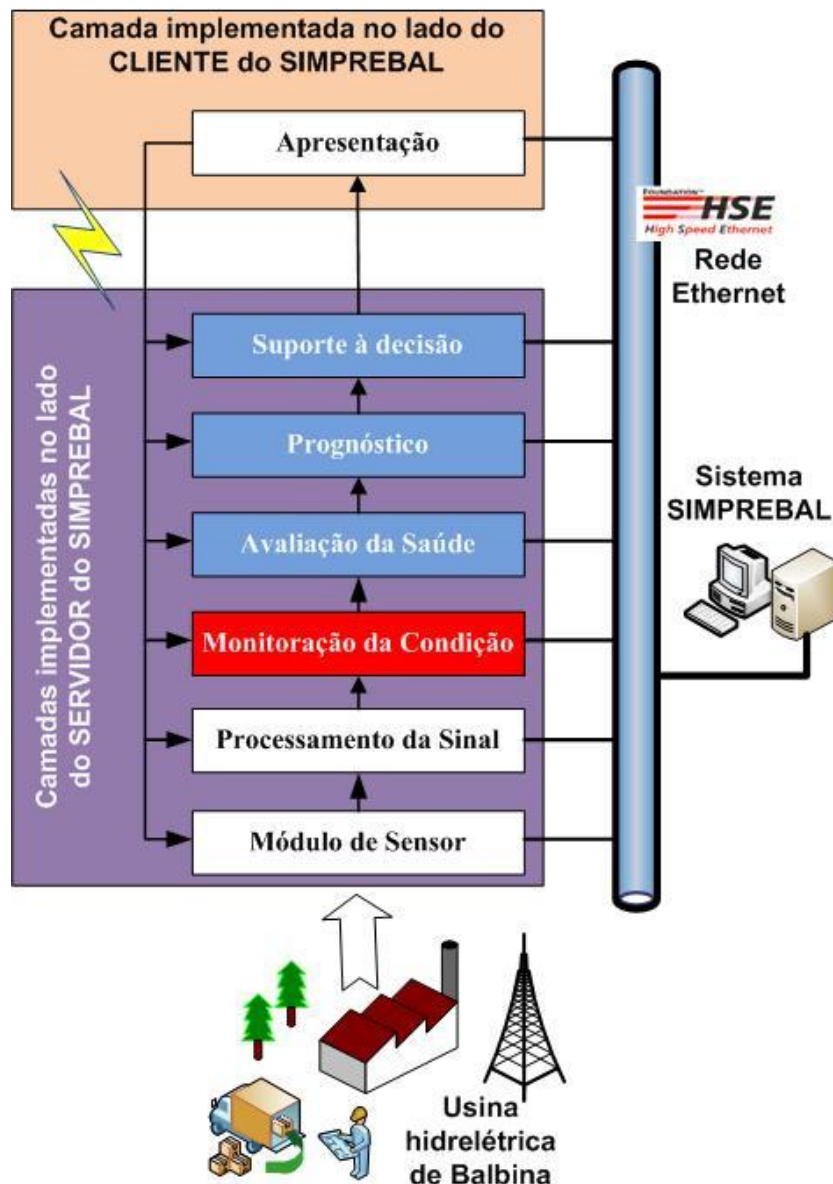 Camada implementada no lado do
CLIENTE do SIMPREBAL
Apresentação
FOUNDATION™
HSE
High Speed Ethernet
Rede
Ethernet
Camadas implementadas no lado
do SERVIDOR do SIMPREBAL
Suporte à decisão
Prognóstico
Avaliação da Saúde
Monitoração da Condição
Processamento da Sinal
Módulo de Sensor
Sistema
SIMPREBAL
Usina
hidrelétrica
de Balbina